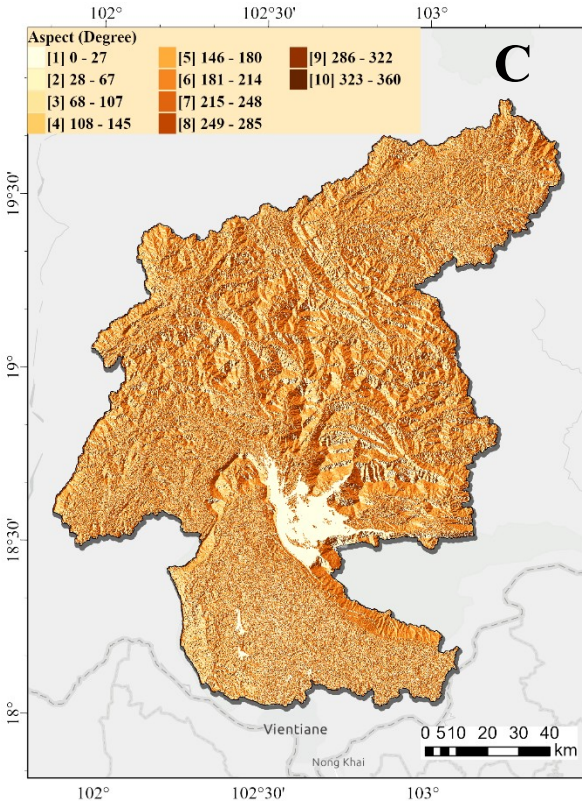 102° 102°30' 103°
Aspect (Degree)
[1] 0 - 27 [5] 146 - 180 [9] 286 - 322
[2] 28 - 67 [6] 181 - 214 [10] 323 - 360
[3] 68 - 107 [7] 215 - 248
[4] 108 - 145 [8] 249 - 285
C
19°30'
19°
18°30'
18°
Vientiane
0 510 20 30 40
km
Nong Khai
102° 102°30' 103°